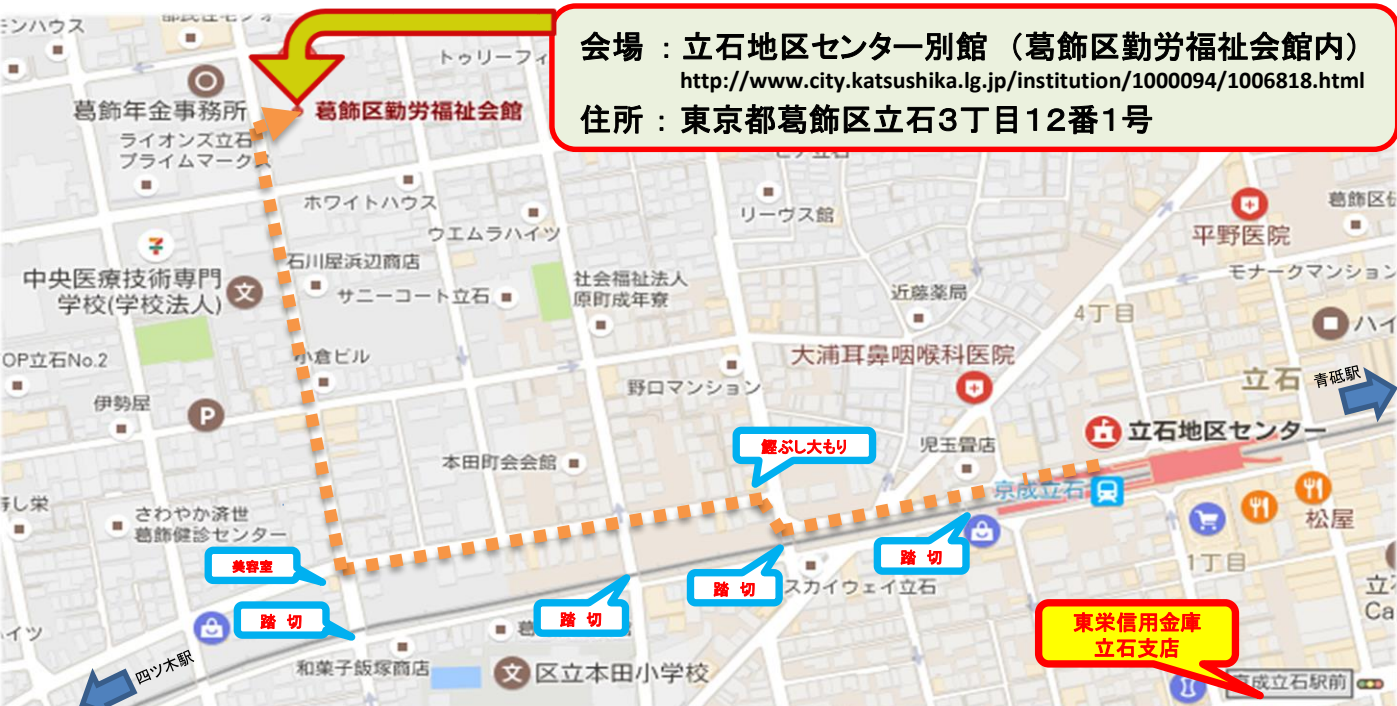 会場 : 立石地区センター別館 (葛飾区勤労福祉会館内)
http://www.city.katsushika.lg.jp/institution/1000094/1006818.html
住所 : 東京都葛飾区立石3丁目12番1号
トゥリーフィ
葛飾年金事務所
葛飾区勤労福祉会館
ライオンズ立石
プライムマークス
ホワイトハウス
ウエムラハイツ
リーヴス館
平野医院
中央医療技術専門
学校(学校法人)
石川屋浜辺商店
サニーコート立石
社会福祉法人
原町成年寮
近藤薬局
モナークマンション
4丁目
ハイ
OP立石No.2
小倉ビル
野口マンション
大浦耳鼻咽喉科医院
立石
青砥駅
伊勢屋
P
立石地区センター
鰹ぶし大もり
児玉畳店
本田町会会館
京成立石
さわやか済世
葛飾健診センター
松屋
美容室
踏 切
踏 切
踏 切
踏 切
スカイウェイ立石
1丁目
立
Ca
四ツ木駅
和菓子飯塚商店
文
区立本田小学校
東栄信用金庫
立石支店
京成立石駅前